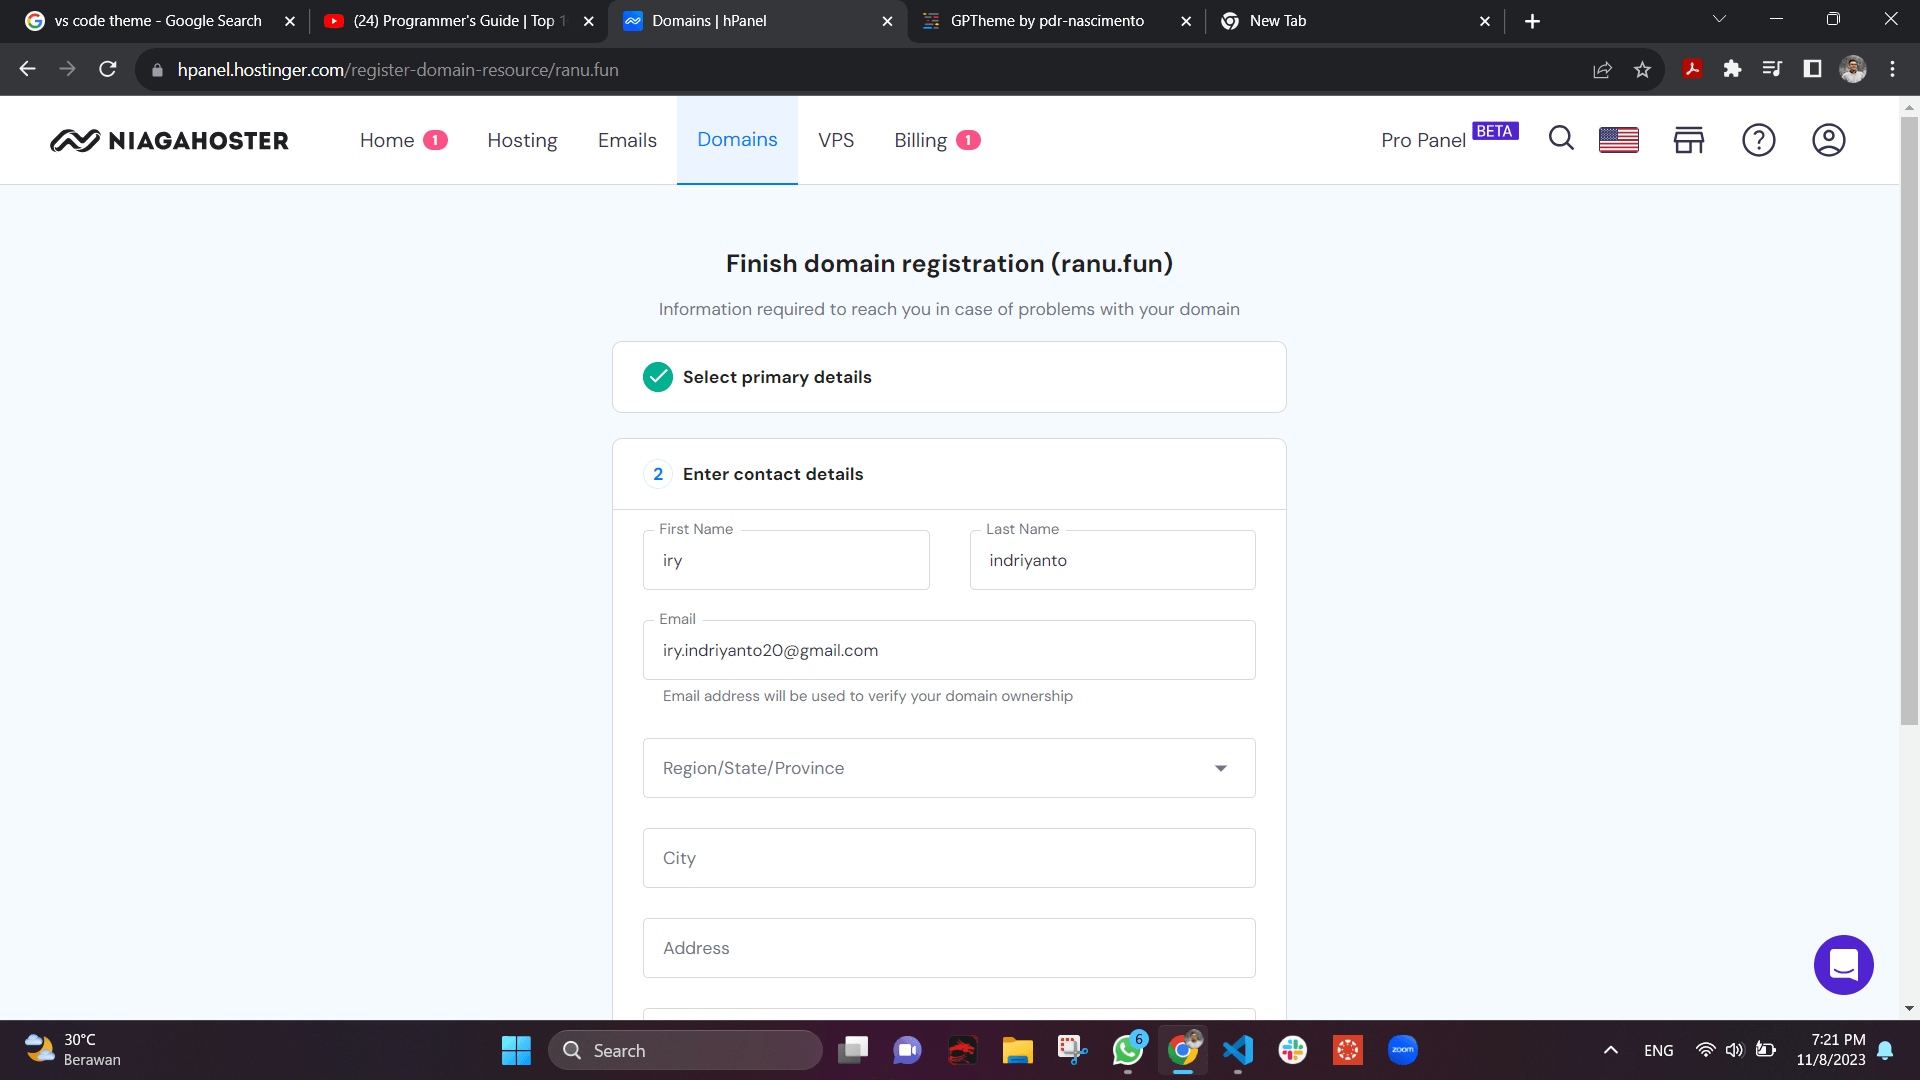 vs code theme - Google Search
(24) Programmer's Guide | Top 1
Domains | hPanel
GPTheme by pdr-nascimento
New Tab
hpanel.hostinger.com/register-domain-resource/ranu.fun
NIAGAHOSTER
Home 1
Hosting
Emails
Domains
VPS
Billing 1
Pro Panel BETA
Finish domain registration (ranu.fun)
Information required to reach you in case of problems with your domain
Select primary details
2 Enter contact details
First Name
iry
Last Name
indriyanto
Email
iry.indriyanto20@gmail.com
Email address will be used to verify your domain ownership
Region/State/Province
City
Address
30°C
Berawan
Search
6
zoom
ENG
7:21 PM
11/8/2023